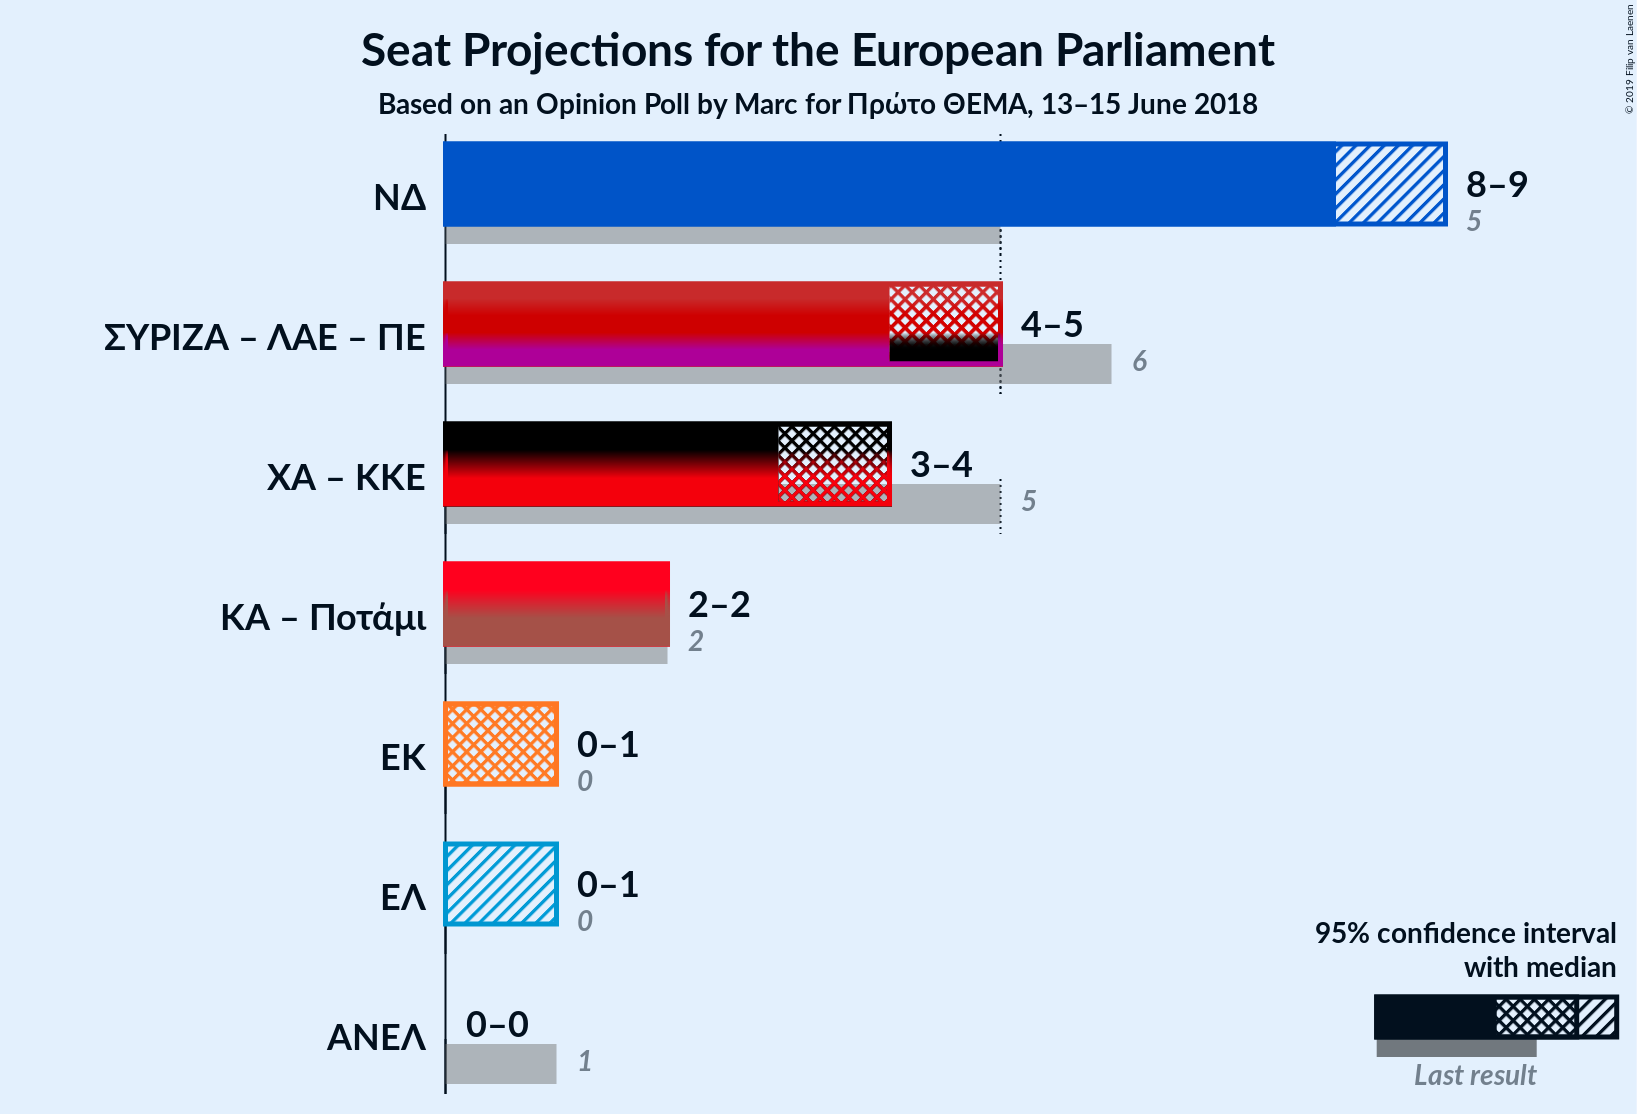 Seat Projections for the European Parliament
Based on an Opinion Poll by Marc for Πρώτο ΘΕΜΑ, 13–15 June 2018
© 2019 Filip van Laenen
ΝΔ
8–9
5
ΣΥΡΙΖΑ – ΛΑΕ – ΠΕ
4–5
6
ΧΑ – ΚΚΕ
3–4
5
ΚΑ – Ποτάμι
2–2
2
ΕΚ
0–1
0
ΕΛ
0–1
0
ΑΝΕΛ
0–0
1
95% confidence interval
with median
Last result